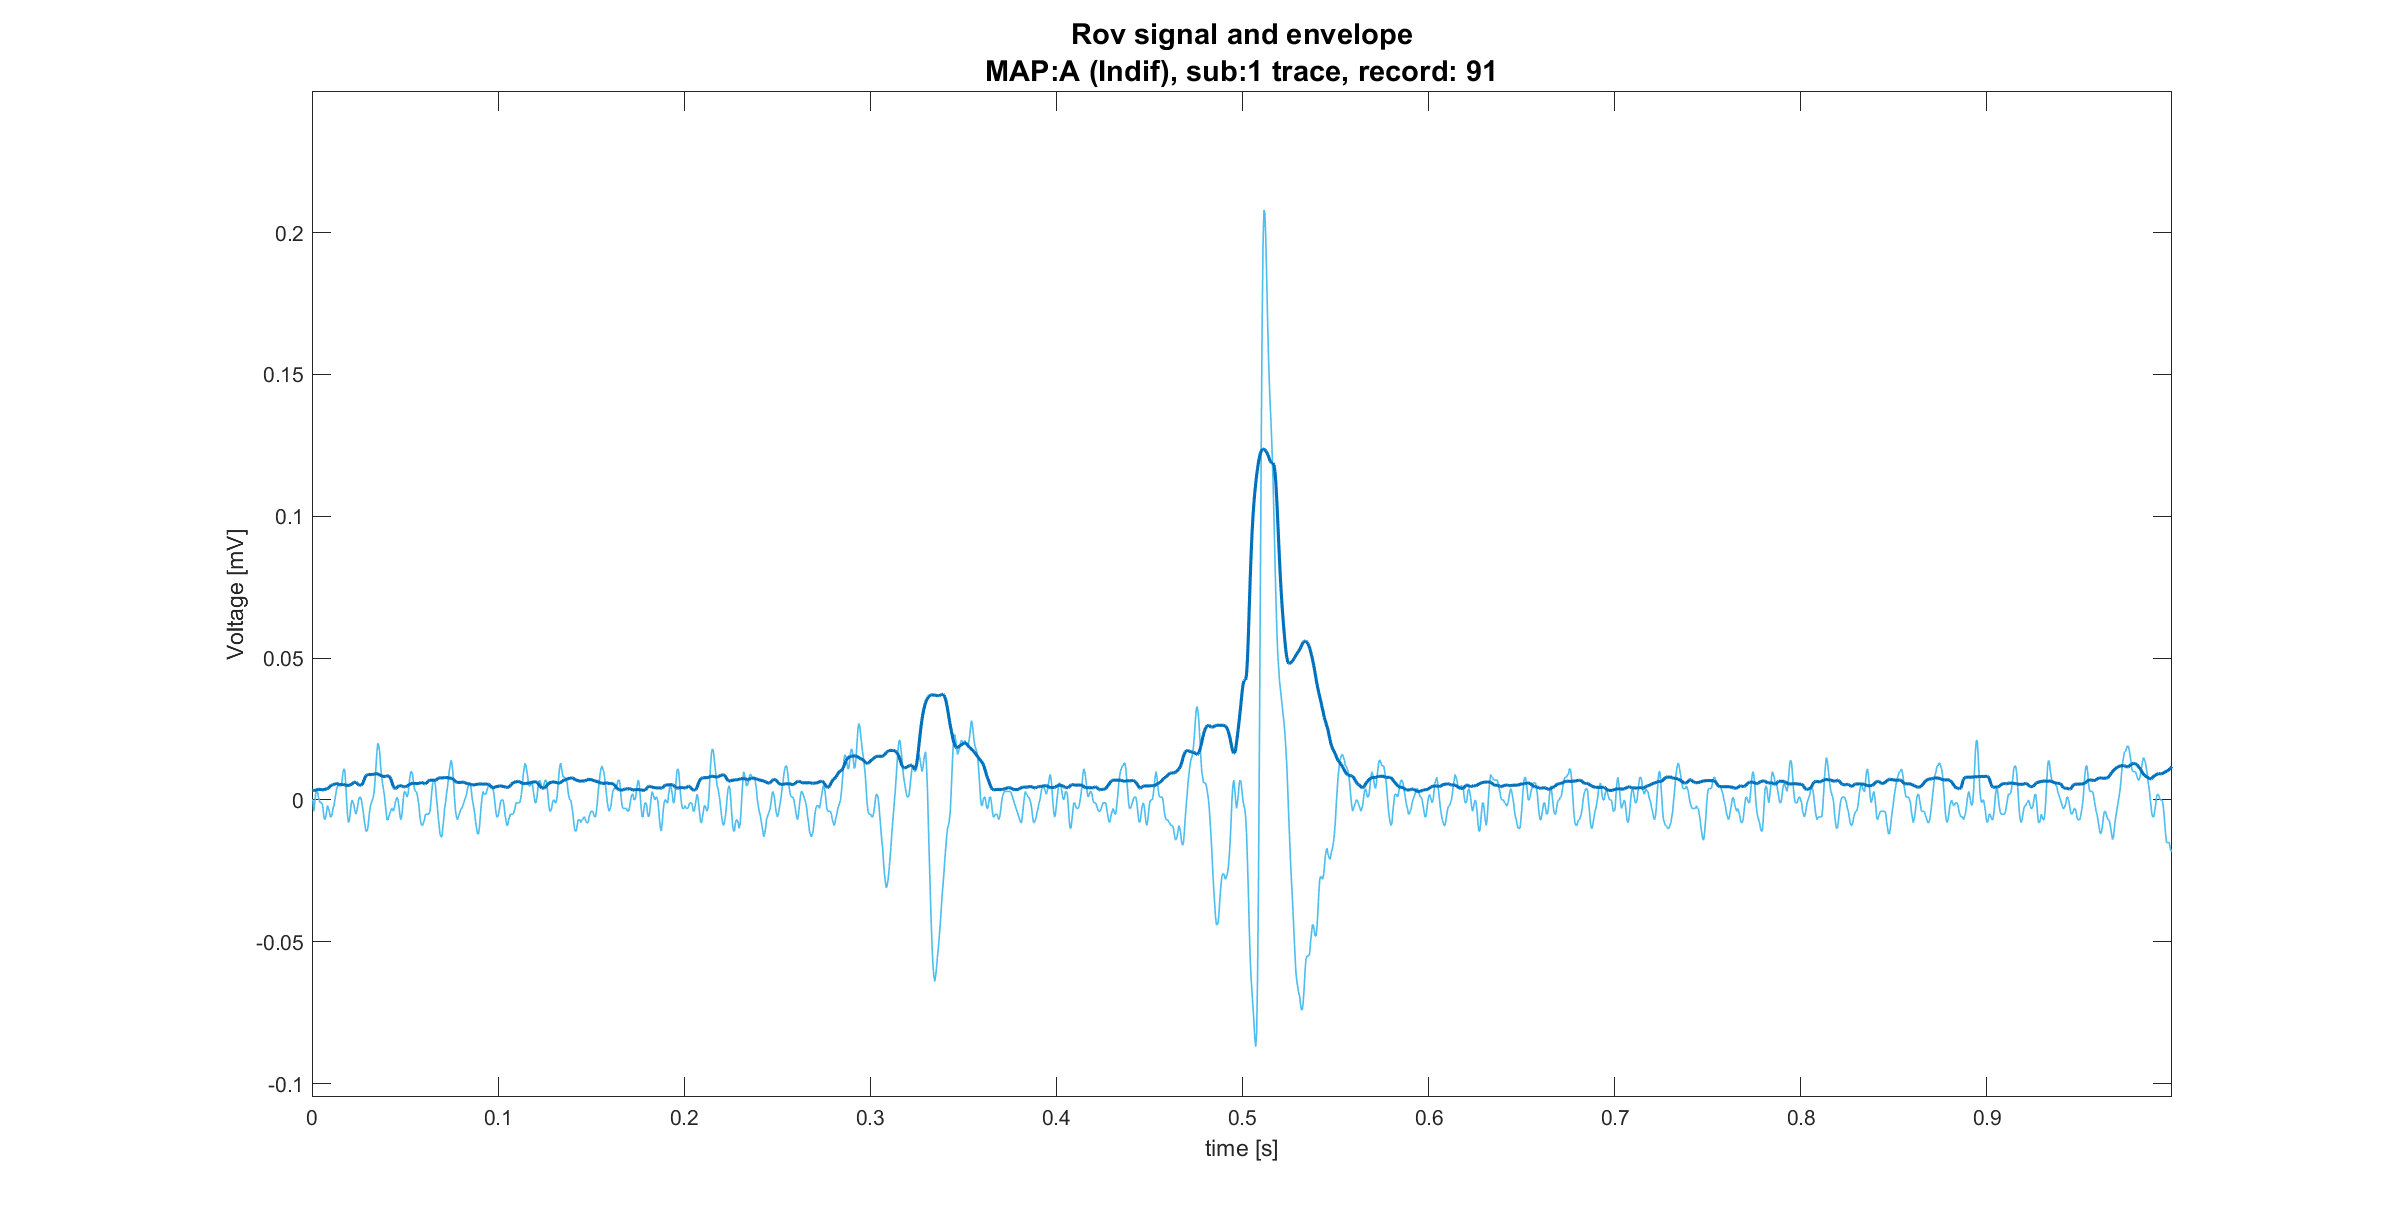 Rov signal and envelope
MAP:A (Indif), sub:1 trace, record: 91
0.2
0.15
0.1
0.05
0
-0.05
-0.1
Voltage [mV]
0 0.1 0.2 0.3 0.4 0.5 0.6 0.7 0.8 0.9
time [s]